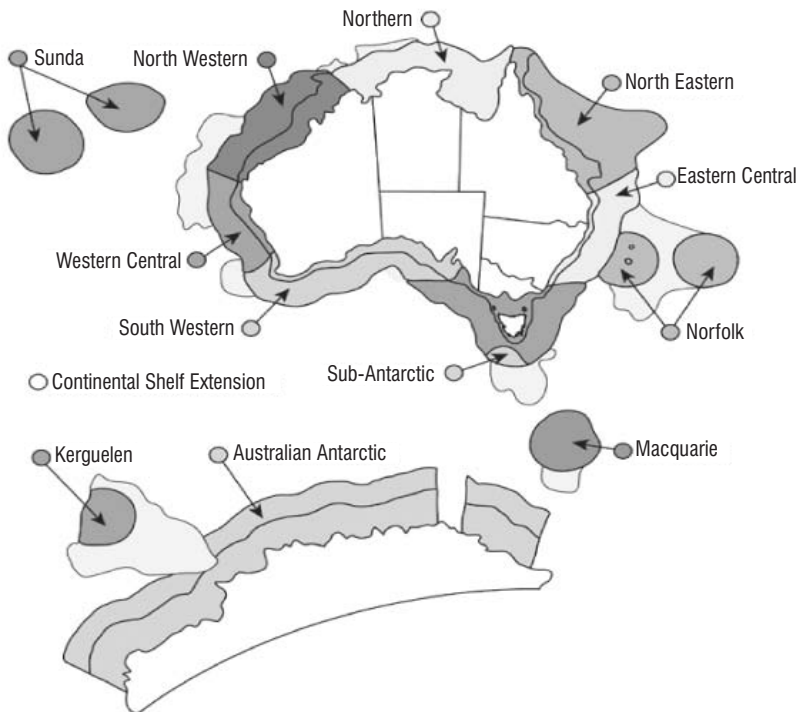 Northern
Sunda
North Western
North Eastern
Eastern Central
Western Central
South Western
Norfolk
Sub-Antarctic
Continental Shelf Extension
Kerguelen
Australian Antarctic
Macquarie